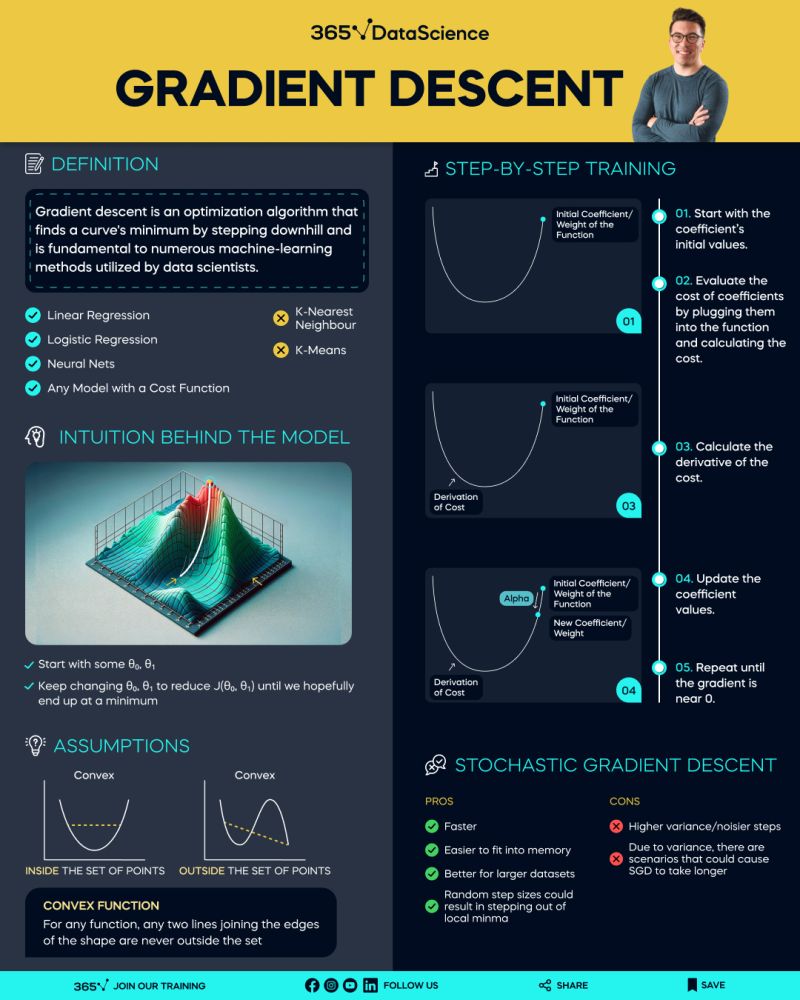 365 DataScience
GRADIENT DESCENT
DEFINITION
Gradient descent is an optimization algorithm that
finds a curve's minimum by stepping downhill and
is fundamental to numerous machine-learning
methods utilized by data scientists.
Linear Regression
Logistic Regression
Neural Nets
Any Model with a Cost Function
K-Nearest
Neighbour
K-Means
INTUITION BEHIND THE MODEL
Start with some θ₀, θ₁
Keep changing θ₀, θ₁ to reduce J(θ₀, θ₁) until we hopefully
end up at a minimum
ASSUMPTIONS
Convex
INSIDE THE SET OF POINTS
Convex
OUTSIDE THE SET OF POINTS
CONVEX FUNCTION
For any function, any two lines joining the edges
of the shape are never outside the set
STEP-BY-STEP TRAINING
Initial Coefficient/
Weight of the
Function
01
Initial Coefficient/
Weight of the
Function
Derivation
of Cost
03
Initial Coefficient/
Weight of the
Function
New Coefficient/
Weight
Alpha
Derivation
of Cost
04
01. Start with the
coefficient's
initial values.
02. Evaluate the
cost of coefficients
by plugging them
into the function
and calculating the
cost.
03. Calculate the
derivative of the
cost.
04. Update the
coefficient
values.
05. Repeat until
the gradient is
near 0.
STOCHASTIC GRADIENT DESCENT
PROS
Faster
Easier to fit into memory
Better for larger datasets
Random step sizes could
result in stepping out of
local minma
CONS
Higher variance/noisier steps
Due to variance, there are
scenarios that could cause
SGD to take longer
365 JOIN OUR TRAINING
FOLLOW US
SHARE
SAVE